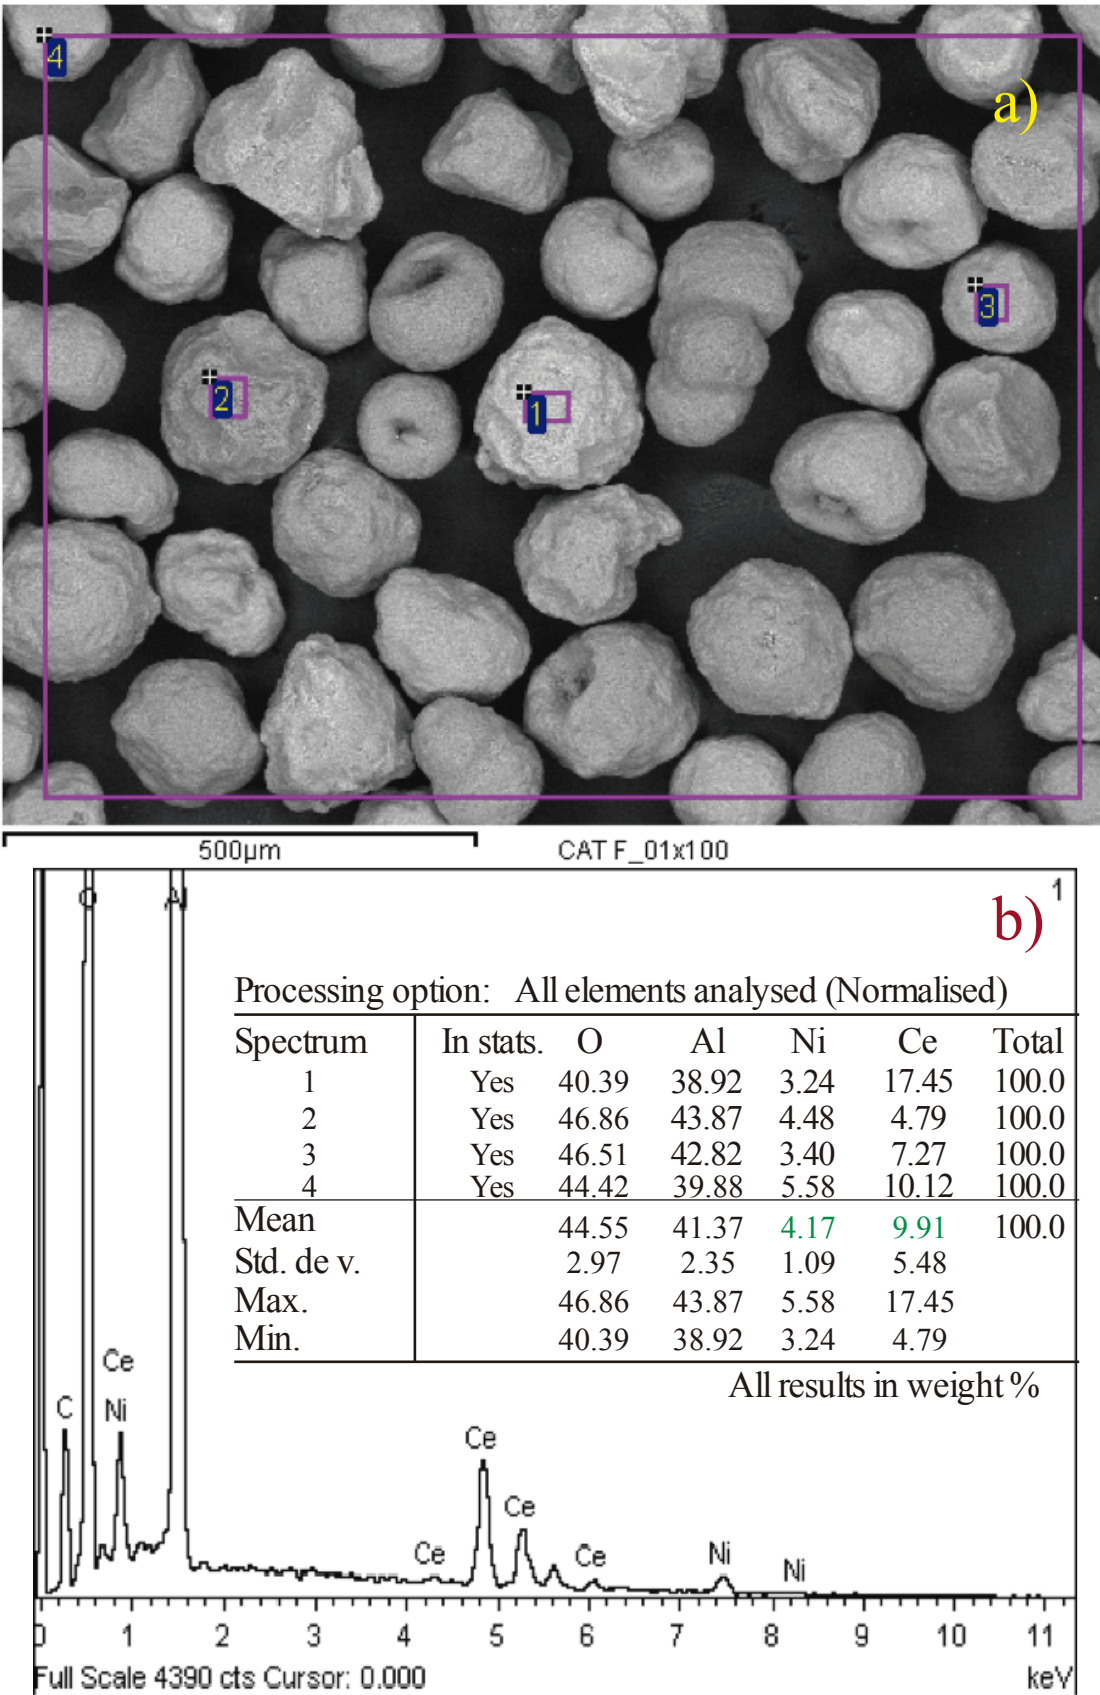 4
a)
3
2
1
500µm CAT F_01x100
O Al 1
b)
Processing option: All elements analysed (Normalised)
Spectrum In stats. O Al Ni Ce Total
1 Yes 40.39 38.92 3.24 17.45 100.0
2 Yes 46.86 43.87 4.48 4.79 100.0
3 Yes 46.51 42.82 3.40 7.27 100.0
4 Yes 44.42 39.88 5.58 10.12 100.0
Mean 44.55 41.37 4.17 9.91 100.0
Std. de v. 2.97 2.35 1.09 5.48
Max. 46.86 43.87 5.58 17.45
Min. 40.39 38.92 3.24 4.79
All results in weight %
Ce
C Ni
Ce
Ce
Ce Ce Ni Ni
0 1 2 3 4 5 6 7 8 9 10 11
Full Scale 4390 cts Cursor: 0.000 keV